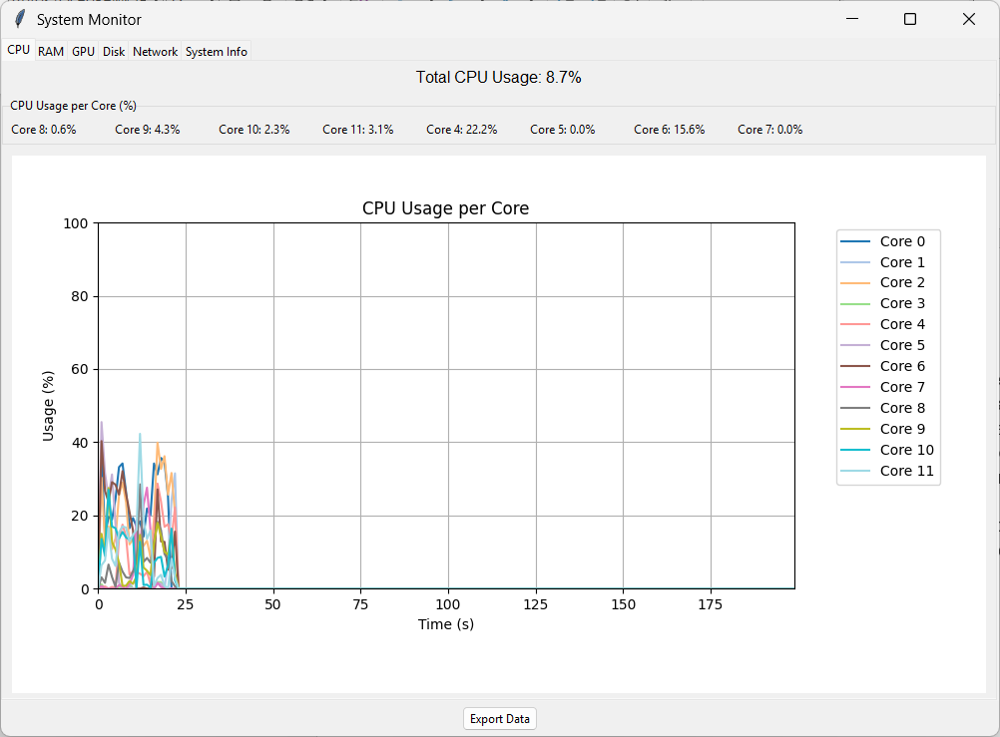 System Monitor
CPU RAM GPU Disk Network System Info
Total CPU Usage: 8.7%
CPU Usage per Core (%)
Core 8: 0.6% Core 9: 4.3% Core 10: 2.3% Core 11: 3.1% Core 4: 22.2% Core 5: 0.0% Core 6: 15.6% Core 7: 0.0%
CPU Usage per Core
100
80
60
40
20
0
Usage (%)
0 25 50 75 100 125 150 175
Time (s)
Core 0
Core 1
Core 2
Core 3
Core 4
Core 5
Core 6
Core 7
Core 8
Core 9
Core 10
Core 11
Export Data